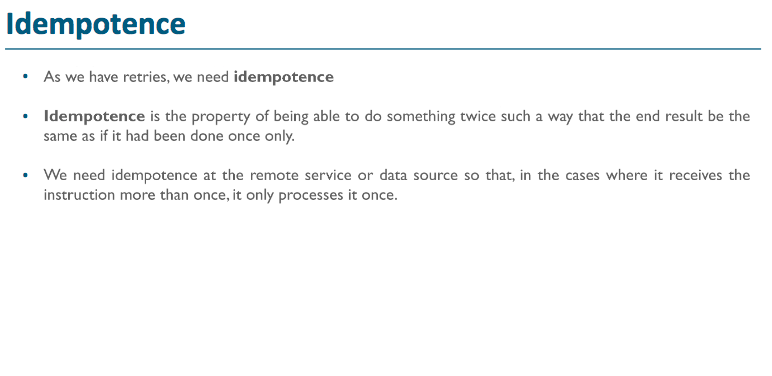 Idempotence
• As we have retries, we need idempotence
• Idempotence is the property of being able to do something twice such a way that the end result be the
same as if it had been done once only.
• We need idempotence at the remote service or data source so that, in the cases where it receives the
instruction more than once, it only processes it once.